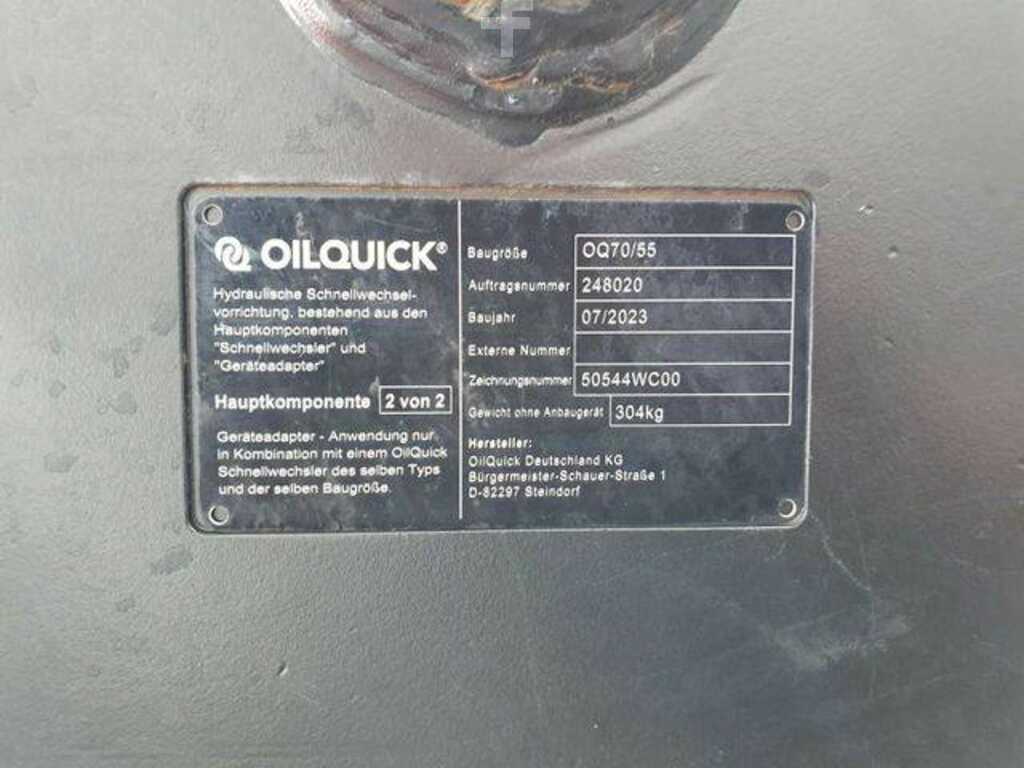 OILQUICK®
Hydraulische Schnellwechsel-
vorrichtung, bestehend aus den
Hauptkomponenten
"Schnellwechsler" und
"Geräteadapter"
Hauptkomponente 2 von 2
Geräteadapter - Anwendung nur
in Kombination mit einem OilQuick
Schnellwechsler des selben Typs
und der selben Baugröße.
Baugröße OQ70/55
Auftragsnummer 248020
Baujahr 07/2023
Externe Nummer
Zeichnungsnummer 50544WC00
Gewicht ohne Anbaugerät 304kg
Hersteller:
OilQuick Deutschland KG
Bürgermeister-Schauer-Straße 1
D-82297 Steindorf